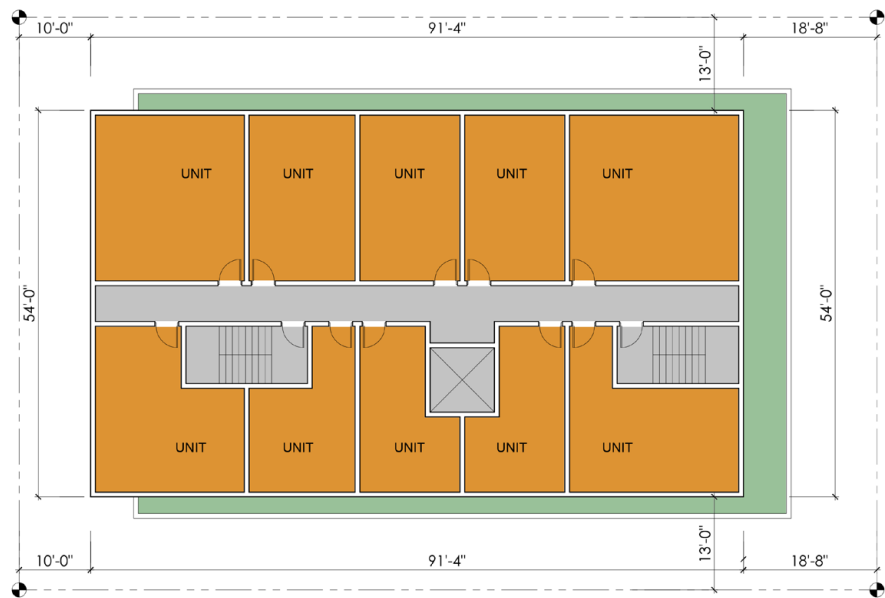 10'-0" 91'-4" 18'-8"
13'-0"
UNIT UNIT UNIT UNIT UNIT
54'-0" 54'-0"
UNIT UNIT UNIT UNIT UNIT
13'-0"
10'-0" 91'-4" 18'-8"